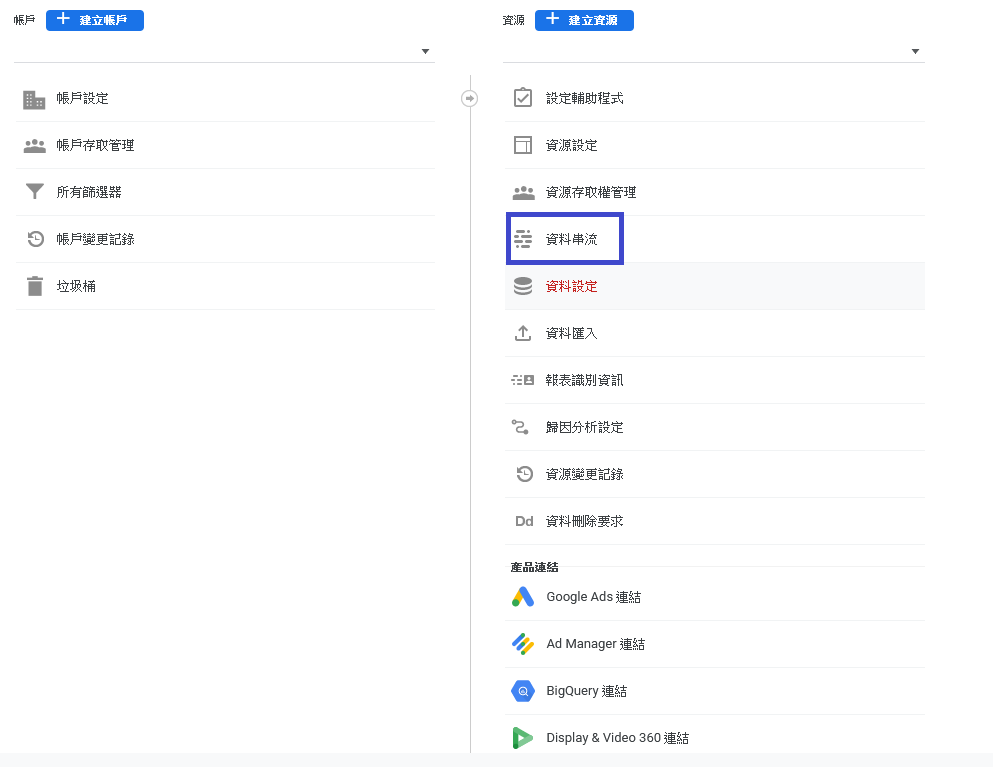 帳戶
建立帳戶
帳戶設定
帳戶存取管理
所有篩選器
帳戶變更記錄
垃圾桶
資源
建立資源
設定輔助程式
資源設定
資源存取權管理
資料串流
資料設定
資料匯入
報表識別資訊
歸因分析設定
資源變更記錄
Dd 資料刪除要求
產品連結
Google Ads 連結
Ad Manager 連結
BigQuery 連結
Display & Video 360 連結